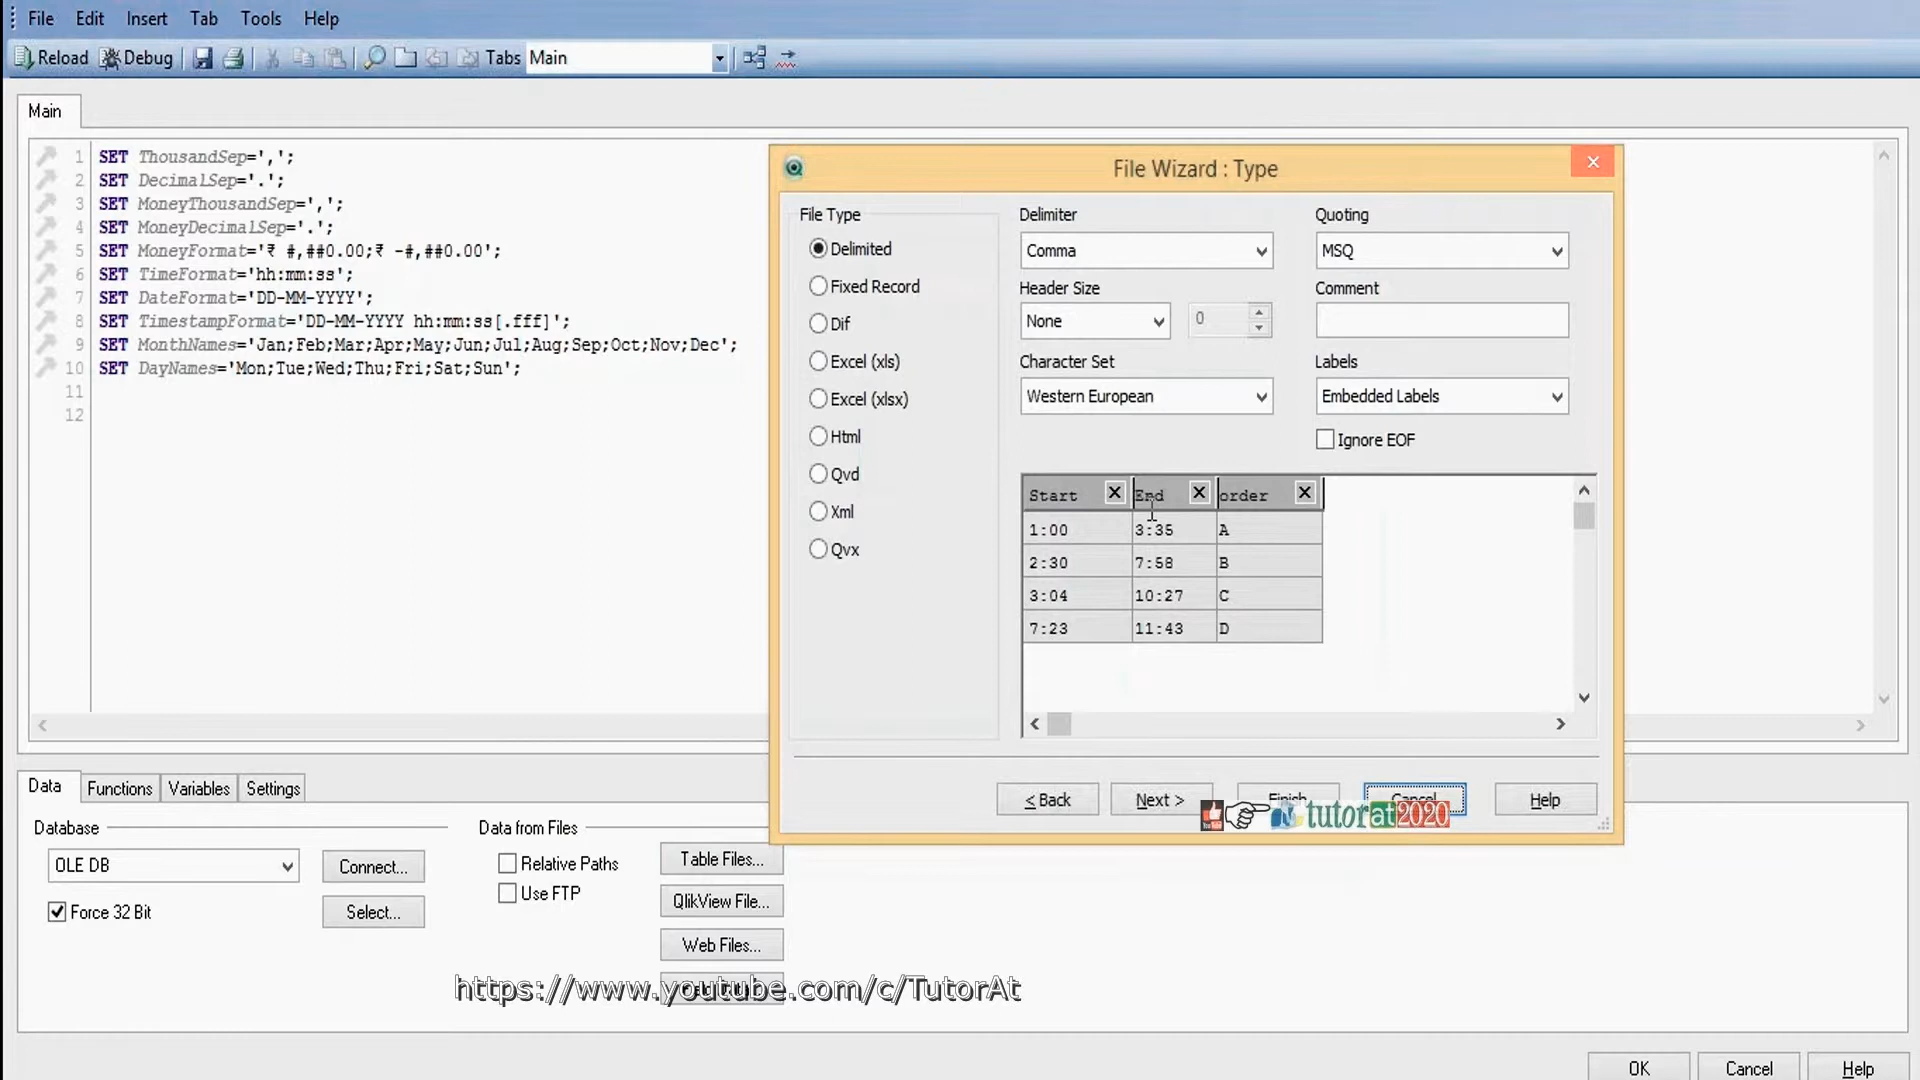 File Edit Insert Tab Tools Help
Reload Debug Tabs Main
Main
1 SET ThousandSep=',';
2 SET DecimalSep='.';
3 SET MoneyThousandSep=',';
4 SET MoneyDecimalSep='.';
5 SET MoneyFormat='₹ #,##0.00;₹ -#,##0.00';
6 SET TimeFormat='hh:mm:ss';
7 SET DateFormat='DD-MM-YYYY';
8 SET TimestampFormat='DD-MM-YYYY hh:mm:ss[.fff]';
9 SET MonthNames='Jan;Feb;Mar;Apr;May;Jun;Jul;Aug;Sep;Oct;Nov;Dec';
10 SET DayNames='Mon;Tue;Wed;Thu;Fri;Sat;Sun';
11
12
File Wizard : Type
File Type
Delimited
Fixed Record
Dif
Excel (xls)
Excel (xlsx)
Html
Qvd
Xml
Qvx
Delimiter
Comma
Header Size
None 0
Character Set
Western European
Quoting
MSQ
Comment
Labels
Embedded Labels
Ignore EOF
Start End order
1:00 3:35 A
2:30 7:58 B
3:04 10:27 C
7:23 11:43 D
< Back Next > Finish Cancel Help
tutorat2020
Data Functions Variables Settings
Database
OLE DB
Connect...
Force 32 Bit
Select...
Data from Files
Relative Paths
Use FTP
Table Files...
QlikView File...
Web Files...
https://www.youtube.com/c/TutorAt
OK Cancel Help